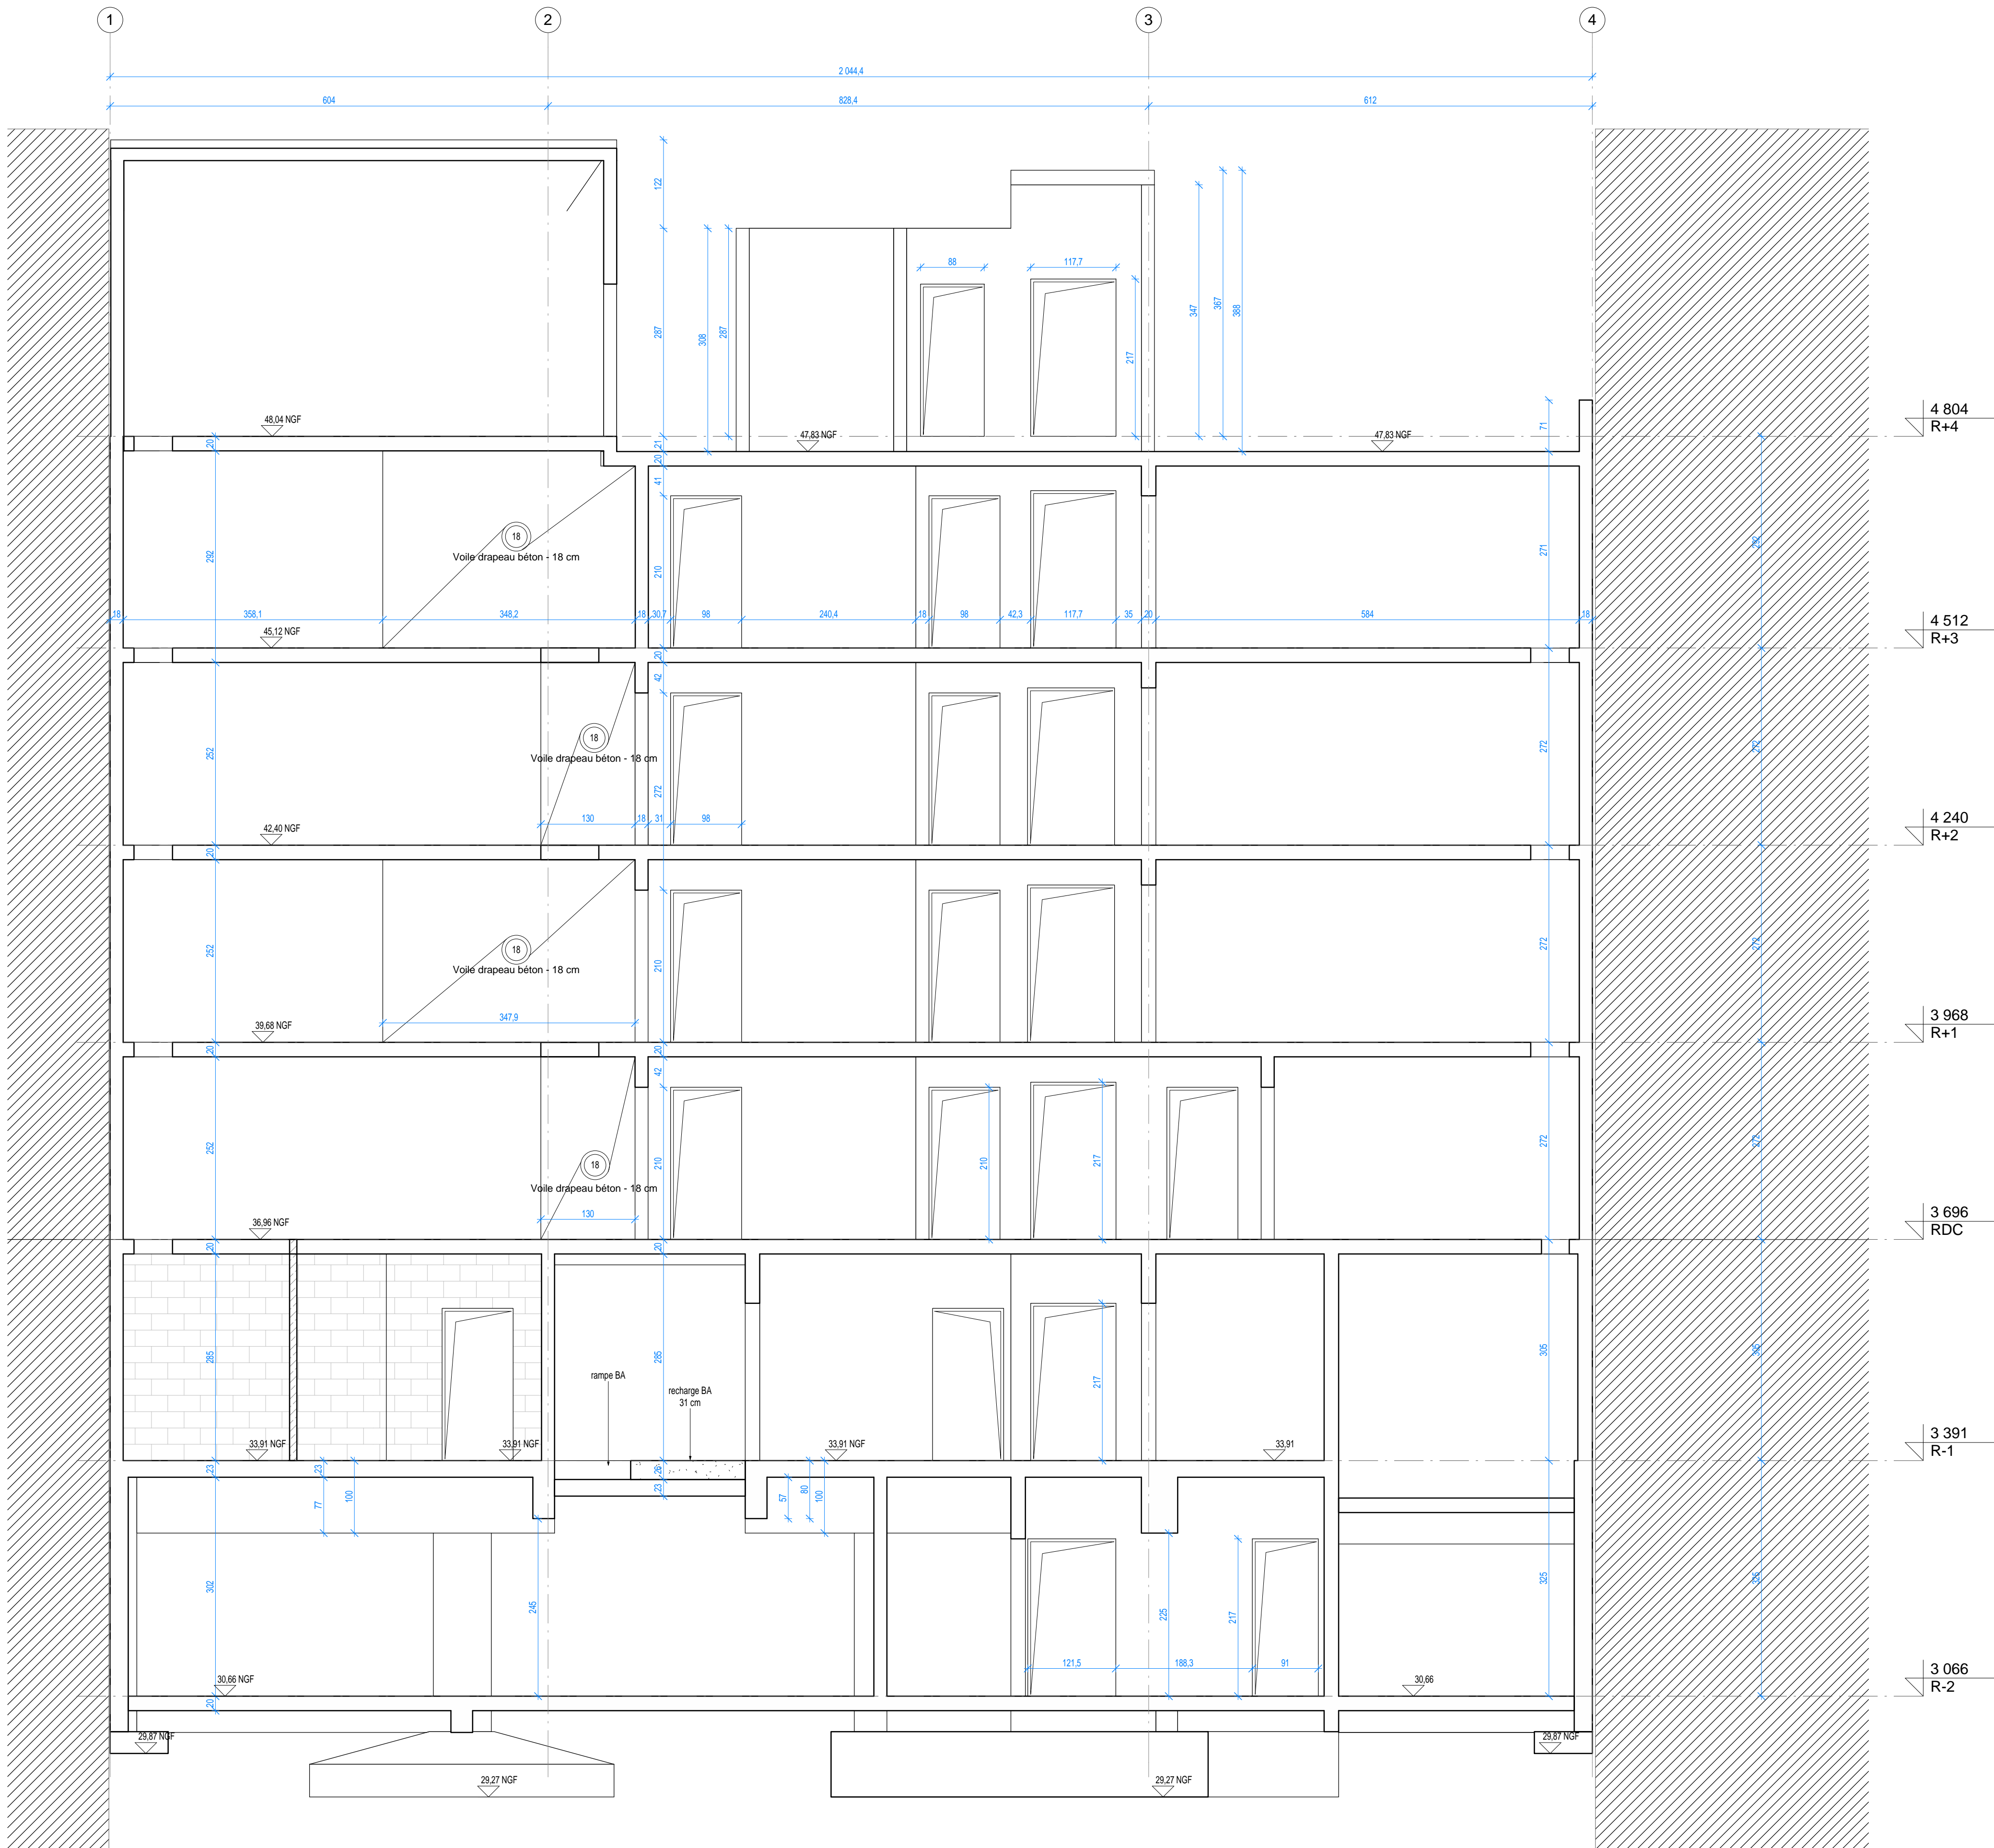 1 2 3 4
2 044,4
604 828,4 612
122
88 117,7
287 308 287 217 347 367 388
71
4 804
R+4
48,04 NGF 47,83 NGF 47,83 NGF
20 21
20
41
18
Voile drapeau béton - 18 cm
292 210 271 292
18 358,1 348,2 18 30,7 98 240,4 18 98 42,3 117,7 35 20 584 18
45,12 NGF
4 512
R+3
20
42
18
Voile drapeau béton - 18 cm
252 272 272 272
130 18 31 98
42,40 NGF
4 240
R+2
20
18
Voile drapeau béton - 18 cm
252 210 272 272
347,9
39,68 NGF
3 968
R+1
20 20
42
252 210 210 217 272 272
18
Voile drapeau béton - 18 cm
130
36,96 NGF
3 696
RDC
20 20
285 285 217 305 305
rampe BA
recharge BA
31 cm
33,91 NGF 33,91 NGF 33,91 NGF 33,91
3 391
R-1
23 23 26
23
77 100 57 80 100
302 245 225 217 325 325
121,5 188,3 91
30,66 NGF 30,66
3 066
R-2
20
29,87 NGF 29,87 NGF
29,27 NGF 29,27 NGF